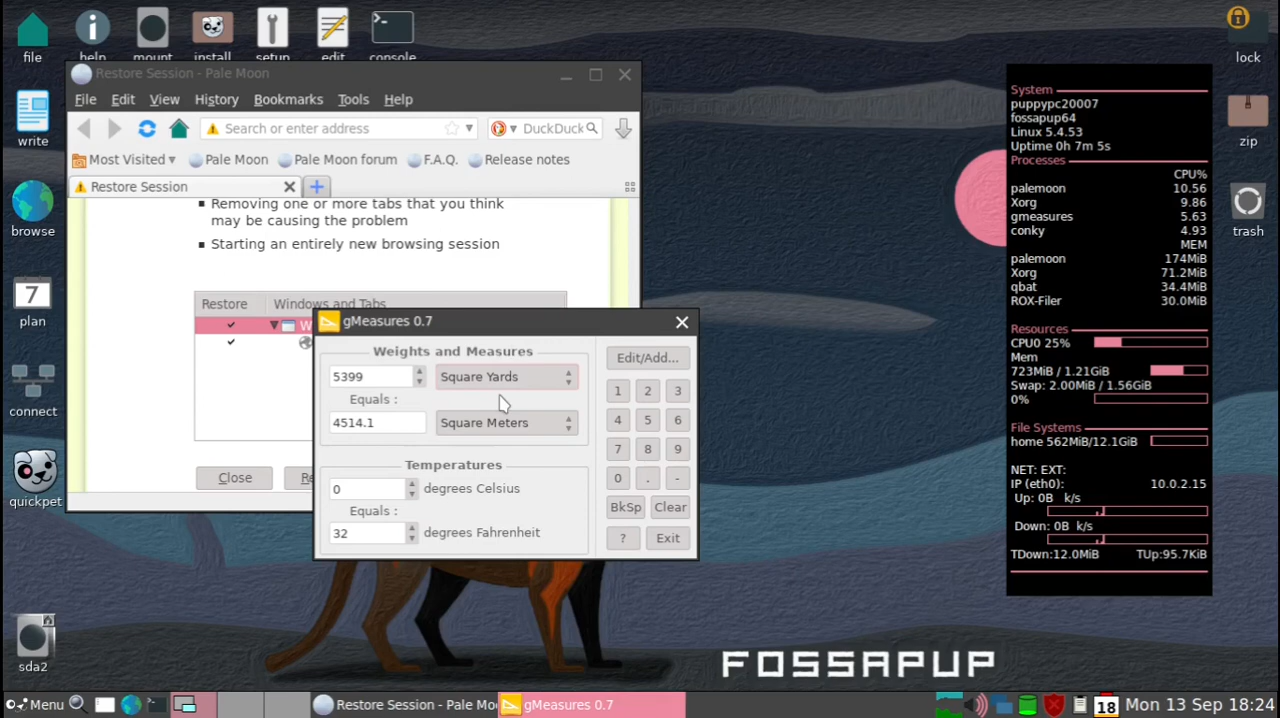 file
help
mount
install
setup
edit
console
lock
write
zip
browse
trash
7
plan
connect
quickpet
sda2
Restore Session - Pale Moon
File Edit View History Bookmarks Tools Help
Search or enter address
DuckDuck
Most Visited Pale Moon Pale Moon forum F.A.Q. Release notes
Restore Session
Removing one or more tabs that you think
may be causing the problem
Starting an entirely new browsing session
Restore Windows and Tabs
W
Close
Re
gMeasures 0.7
Weights and Measures
5399 Square Yards
Equals :
4514.1 Square Meters
Temperatures
0 degrees Celsius
Equals :
32 degrees Fahrenheit
Edit/Add...
1 2 3
4 5 6
7 8 9
0 . -
BkSp Clear
? Exit
System
puppypc20007
fossapup64
Linux 5.4.53
Uptime 0h 7m 5s
Processes
CPU%
palemoon 10.56
Xorg 9.86
gmeasures 5.63
conky 4.93
MEM
palemoon 174MiB
Xorg 71.2MiB
qbat 34.4MiB
ROX-Filer 30.0MiB
Resources
CPU0 25%
Mem
723MiB / 1.21GiB
Swap: 2.00MiB / 1.56GiB
0%
File Systems
home 562MiB/12.1GiB
NET: EXT:
IP (eth0): 10.0.2.15
Up: 0B k/s
Down: 0B k/s
TDown:12.0MiB TUp:95.7KiB
FOSSAPUP
Menu
Restore Session - Pale Mo
gMeasures 0.7
18
Mon 13 Sep 18:24